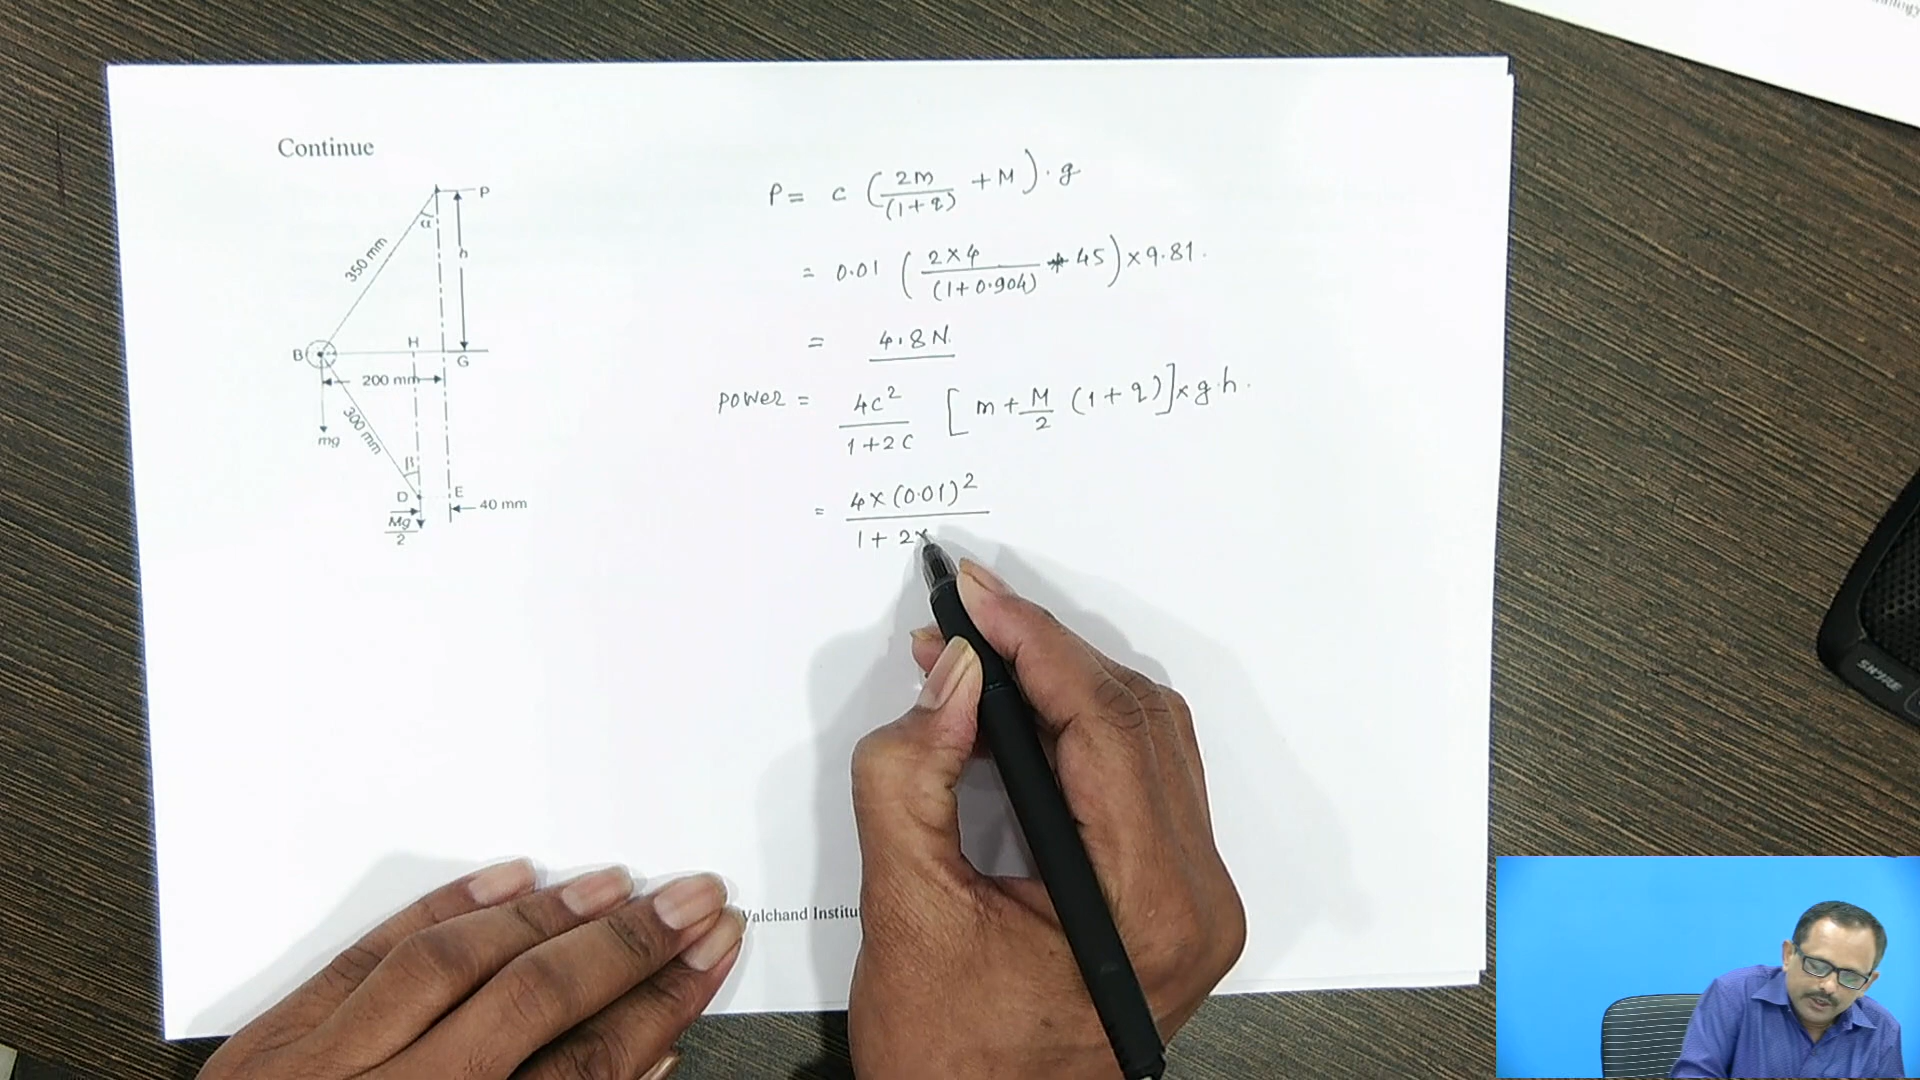 Continue
P
α
h
350 mm
B
H
G
200 mm
300 mm
mg
β
D
E
40 mm
Mg
2
P = c (2m/(1+q) + M) · g
= 0.01 (2×4/(1+0.904) + 45) × 9.81.
= 4.8 N.
Power = 4c²/1+2c [m + M/2 (1+q)] × g·h.
= 4×(0.01)²/1+2×
Walchand Institu
SHURE